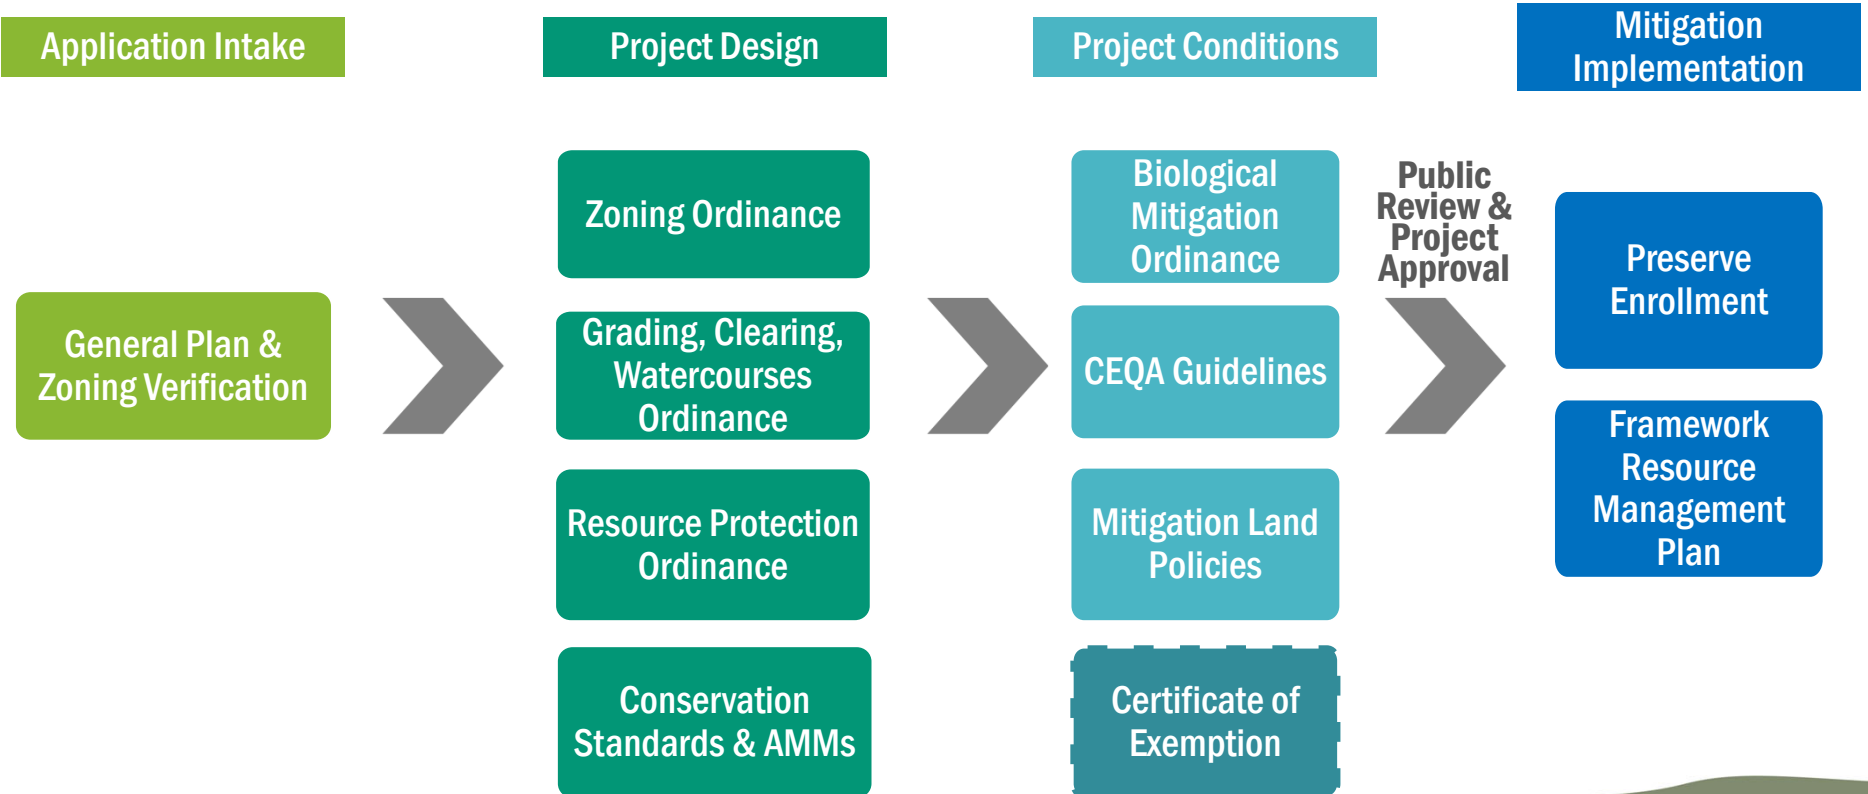 Application Intake
General Plan &
Zoning Verification
Project Design
Zoning Ordinance
Grading, Clearing,
Watercourses
Ordinance
Resource Protection
Ordinance
Conservation
Standards & AMMs
Project Conditions
Biological
Mitigation
Ordinance
CEQA Guidelines
Mitigation Land
Policies
Certificate of
Exemption
Public
Review &
Project
Approval
Mitigation
Implementation
Preserve
Enrollment
Framework
Resource
Management
Plan